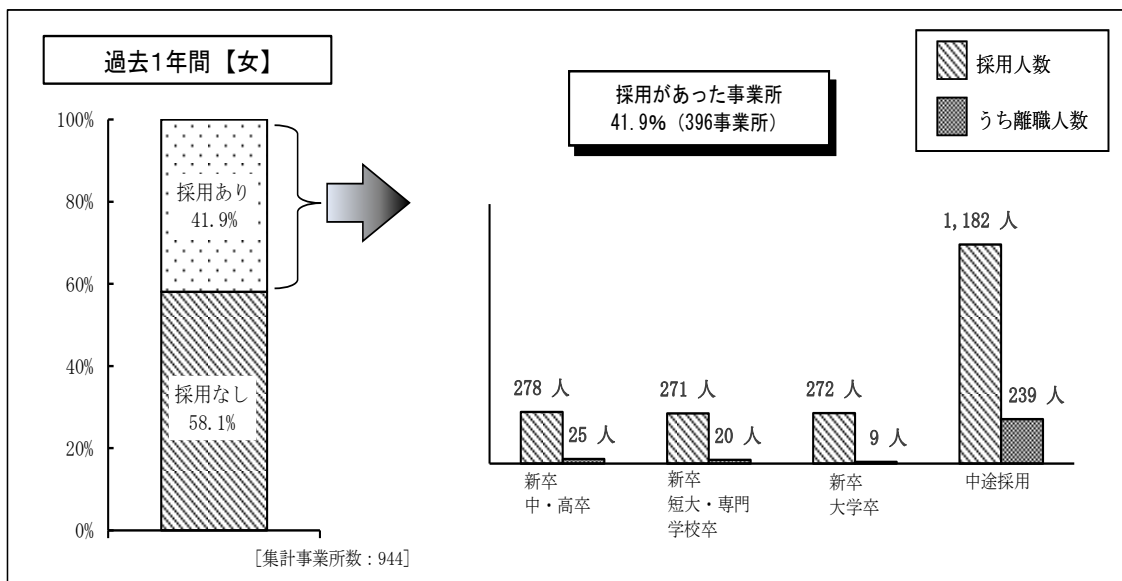 過去1年間【女】
採用人数
うち離職人数
採用があった事業所
41.9%（396事業所）
100%
80%
60%
40%
20%
0%
採用あり
41.9%
採用なし
58.1%
[集計事業所数：944]
278 人
25 人
271 人
20 人
272 人
9 人
1,182 人
239 人
新卒
中・高卒
新卒
短大・専門
学校卒
新卒
大学卒
中途採用